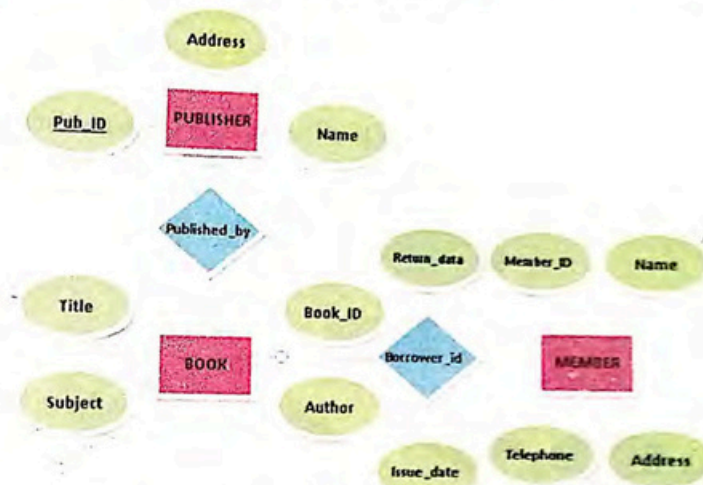 Address
Pub_ID
PUBLISHER
Name
Published_by
Return_data
Member_ID
Name
Title
Book_ID
BOOK
Borrower_id
MEMBER
Subject
Author
Issue_date
Telephone
Address